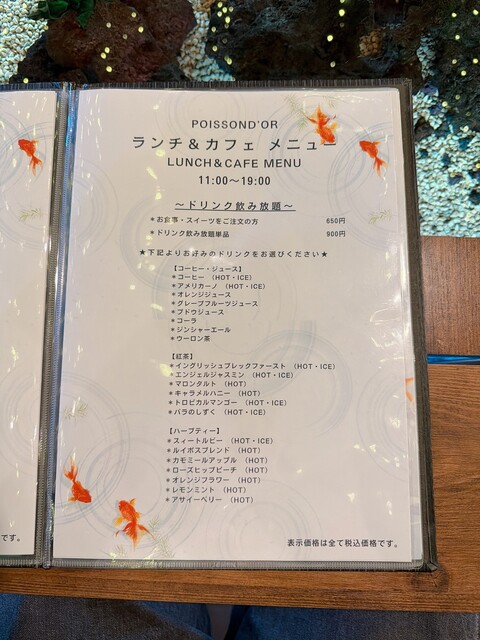 POISSOND'OR
ランチ＆カフェ メニュー
LUNCH＆CAFE MENU
11:00～19:00
～ドリンク飲み放題～
＊お食事・スイーツをご注文の方 650円
＊ドリンク飲み放題単品 900円
★下記よりお好みのドリンクをお選びください★
【コーヒー・ジュース】
＊コーヒー （HOT・ICE）
＊アメリカーノ （HOT・ICE）
＊オレンジジュース
＊グレープフルーツジュース
＊ブドウジュース
＊コーラ
＊ジンシャーエール
＊ウーロン茶
【紅茶】
＊イングリッシュブレックファースト （HOT・ICE）
＊エンジェルジャスミン （HOT・ICE）
＊マロンタルト （HOT）
＊キャラメルハニー （HOT）
＊トロピカルマンゴー （HOT・ICE）
＊バラのしずく （HOT・ICE）
【ハーブティー】
＊スィートルビー （HOT・ICE）
＊ルイボスブレンド （HOT）
＊カモミールアップル （HOT）
＊ローズヒップピーチ （HOT）
＊オレンジフラワー （HOT）
＊レモンミント （HOT）
＊アサイーベリー （HOT）
表示価格は全て税込価格です。
です。